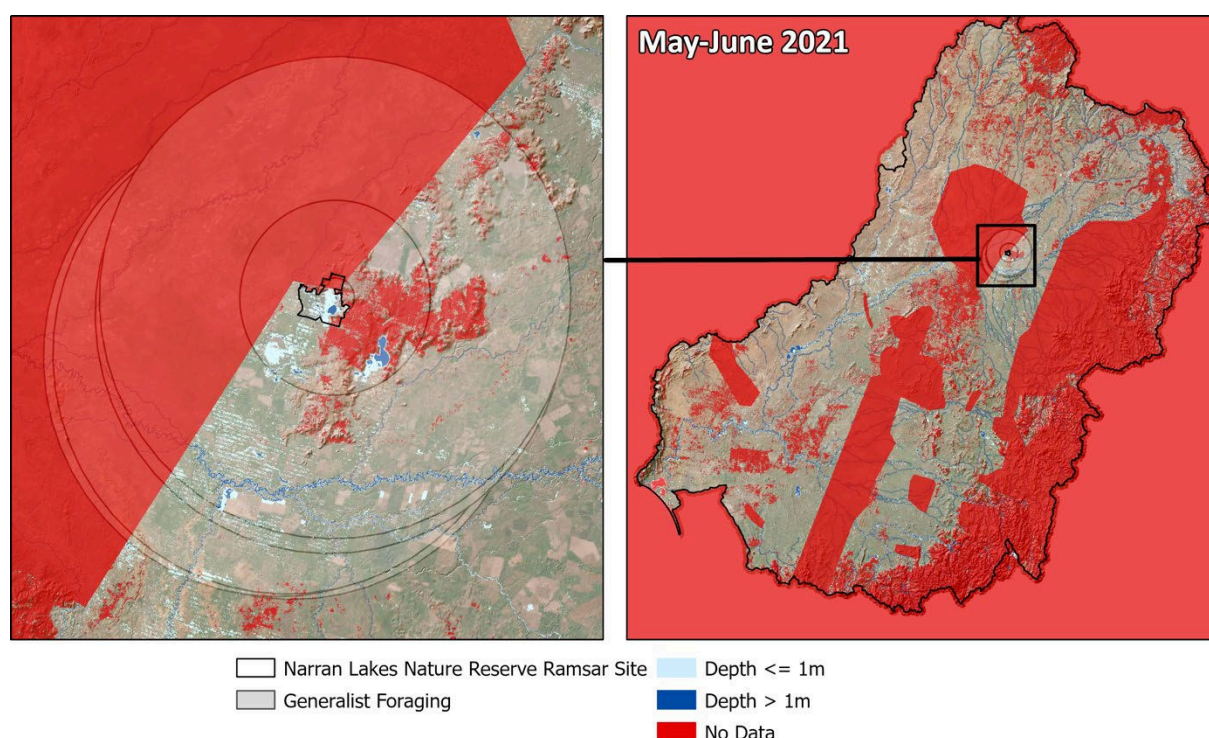 May-June 2021
Narran Lakes Nature Reserve Ramsar Site
Generalist Foraging
Depth <= 1m
Depth > 1m
No Data